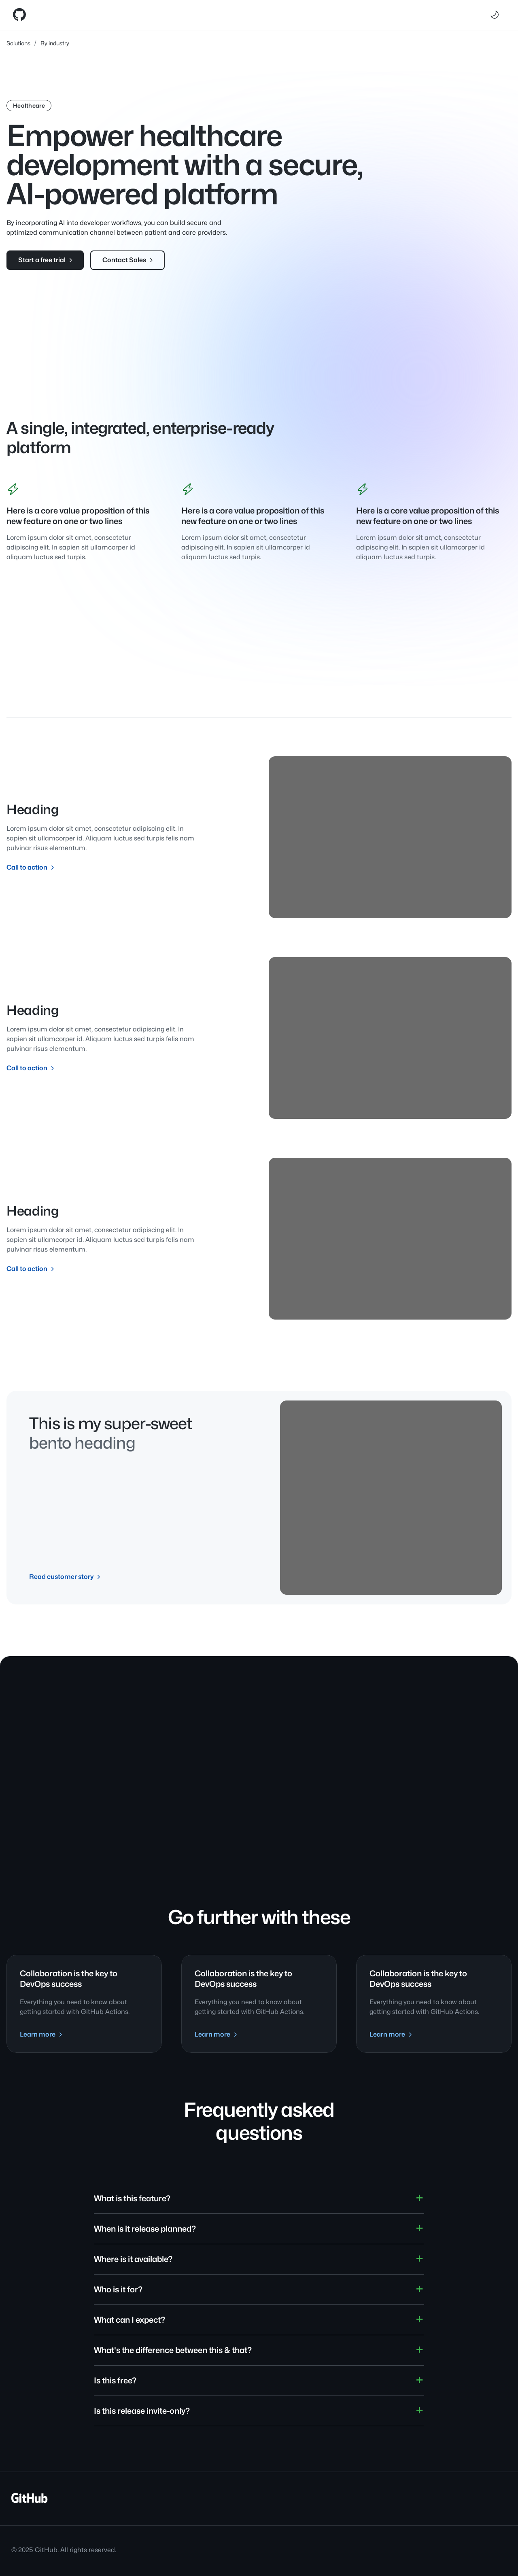 Solutions / By industry
Healthcare
Empower healthcare
development with a secure,
AI-powered platform
By incorporating AI into developer workflows, you can build secure and
optimized communication channel between patient and care providers.
Start a free trial
Contact Sales
A single, integrated, enterprise-ready
platform
Here is a core value proposition of this
new feature on one or two lines
Lorem ipsum dolor sit amet, consectetur
adipiscing elit. In sapien sit ullamcorper id
aliquam luctus sed turpis.
Here is a core value proposition of this
new feature on one or two lines
Lorem ipsum dolor sit amet, consectetur
adipiscing elit. In sapien sit ullamcorper id
aliquam luctus sed turpis.
Here is a core value proposition of this
new feature on one or two lines
Lorem ipsum dolor sit amet, consectetur
adipiscing elit. In sapien sit ullamcorper id
aliquam luctus sed turpis.
Heading
Lorem ipsum dolor sit amet, consectetur adipiscing elit. In
sapien sit ullamcorper id. Aliquam luctus sed turpis felis nam
pulvinar risus elementum.
Call to action
Heading
Lorem ipsum dolor sit amet, consectetur adipiscing elit. In
sapien sit ullamcorper id. Aliquam luctus sed turpis felis nam
pulvinar risus elementum.
Call to action
Heading
Lorem ipsum dolor sit amet, consectetur adipiscing elit. In
sapien sit ullamcorper id. Aliquam luctus sed turpis felis nam
pulvinar risus elementum.
Call to action
This is my super-sweet
bento heading
Read customer story
Go further with these
Collaboration is the key to
DevOps success
Everything you need to know about
getting started with GitHub Actions.
Learn more
Collaboration is the key to
DevOps success
Everything you need to know about
getting started with GitHub Actions.
Learn more
Collaboration is the key to
DevOps success
Everything you need to know about
getting started with GitHub Actions.
Learn more
Frequently asked
questions
What is this feature?
When is it release planned?
Where is it available?
Who is it for?
What can I expect?
What's the difference between this & that?
Is this free?
Is this release invite-only?
GitHub
© 2025 GitHub. All rights reserved.